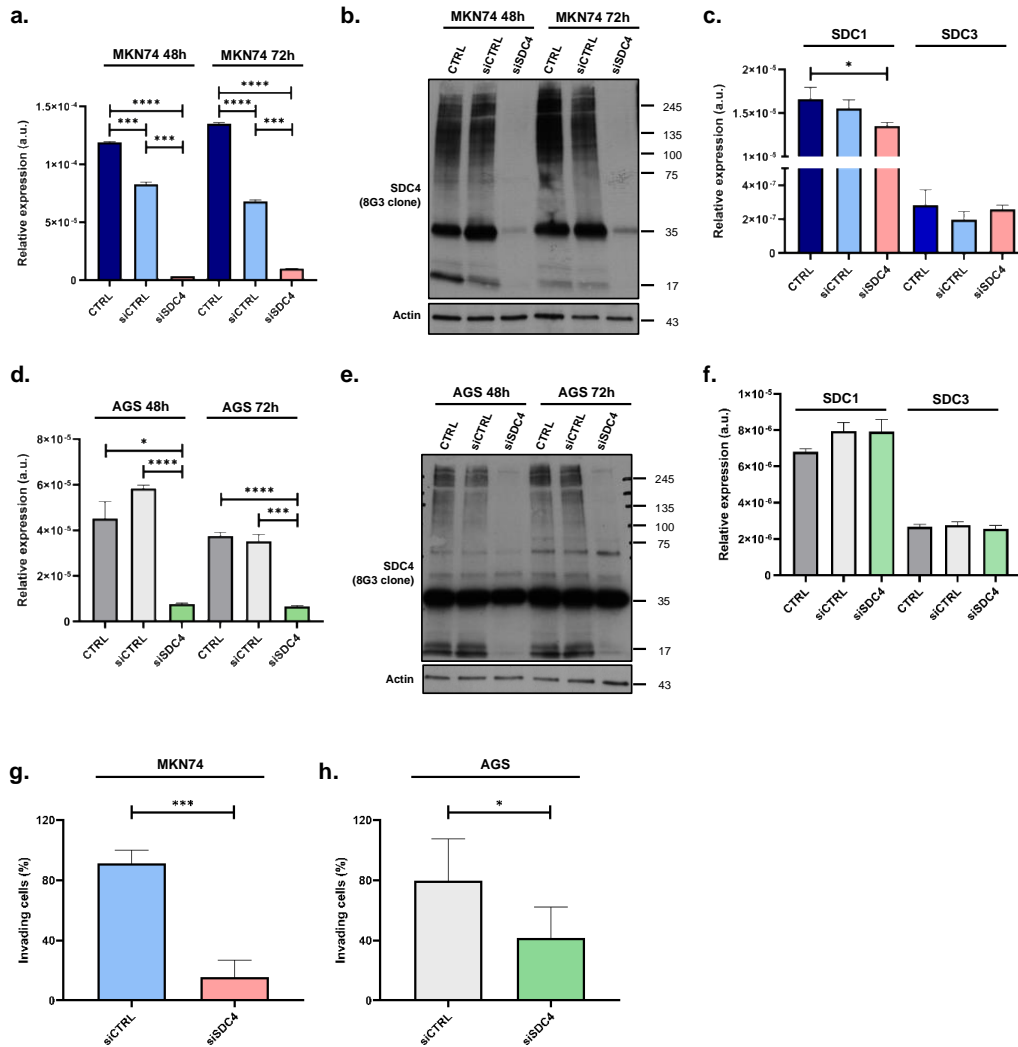 a.
MKN74 48h MKN74 72h
**** ****
*** **** *** ***
Relative expression (a.u.)
1.5×10-4
1×10-4
5×10-5
0
CTRL siCTRL siSDC4 CTRL siCTRL siSDC4
b.
MKN74 48h MKN74 72h
CTRL siCTRL siSDC4 CTRL siCTRL siSDC4
245
135
100
75
SDC4
(8G3 clone)
35
17
Actin
43
c.
SDC1 SDC3
*
Relative expression (a.u.)
2×10-5
1.5×10-5
1×10-5
4×10-7
2×10-7
0
CTRL siCTRL siSDC4 CTRL siCTRL siSDC4
d.
AGS 48h AGS 72h
* ****
**** ***
Relative expression (a.u.)
8×10-5
6×10-5
4×10-5
2×10-5
0
CTRL siCTRL siSDC4 CTRL siCTRL siSDC4
e.
AGS 48h AGS 72h
CTRL siCTRL siSDC4 CTRL siCTRL siSDC4
245
135
100
75
SDC4
(8G3 clone)
35
17
Actin
43
f.
SDC1 SDC3
Relative expression (a.u.)
1×10-5
8×10-6
6×10-6
4×10-6
2×10-6
0
CTRL siCTRL siSDC4 CTRL siCTRL siSDC4
g.
MKN74
***
Invading cells (%)
120
80
40
0
siCTRL siSDC4
h.
AGS
*
Invading cells (%)
120
80
40
0
siCTRL siSDC4